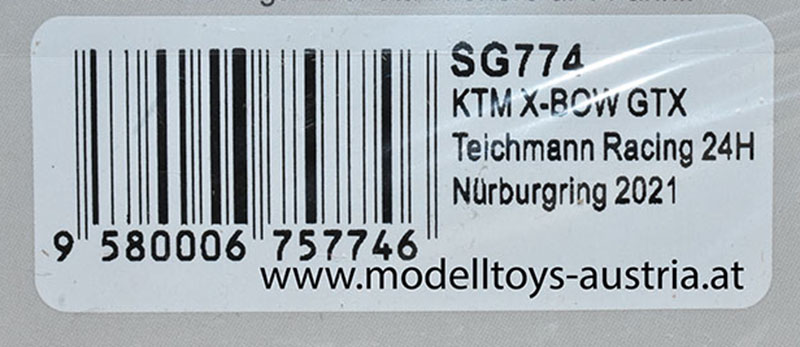 SG774
KTM X-BOW GTX
Teichmann Racing 24H
Nürburgring 2021
9 580006 757746
www.modelltoys-austria.at